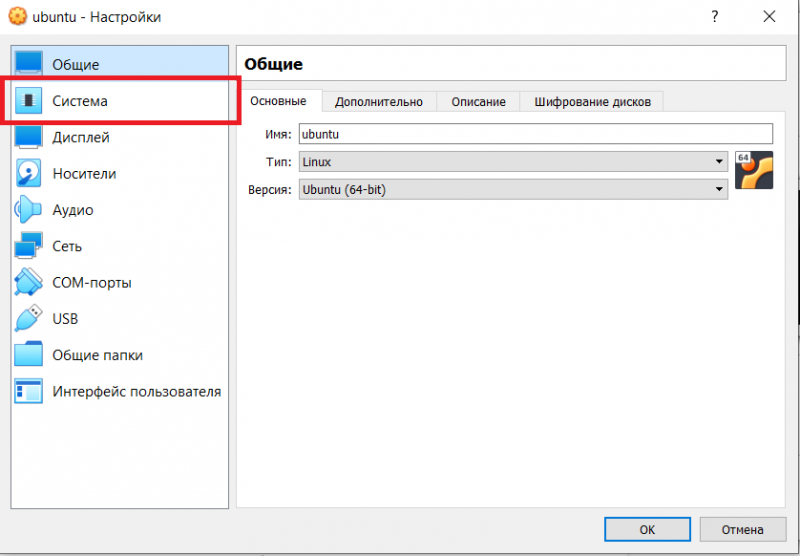 ubuntu - Настройки
?
Общие
Система
Дисплей
Носители
Аудио
Сеть
COM-порты
USB
Общие папки
Интерфейс пользователя
Общие
Основные Дополнительно Описание Шифрование дисков
Имя: ubuntu
Тип: Linux
64
Версия: Ubuntu (64-bit)
OK Отмена